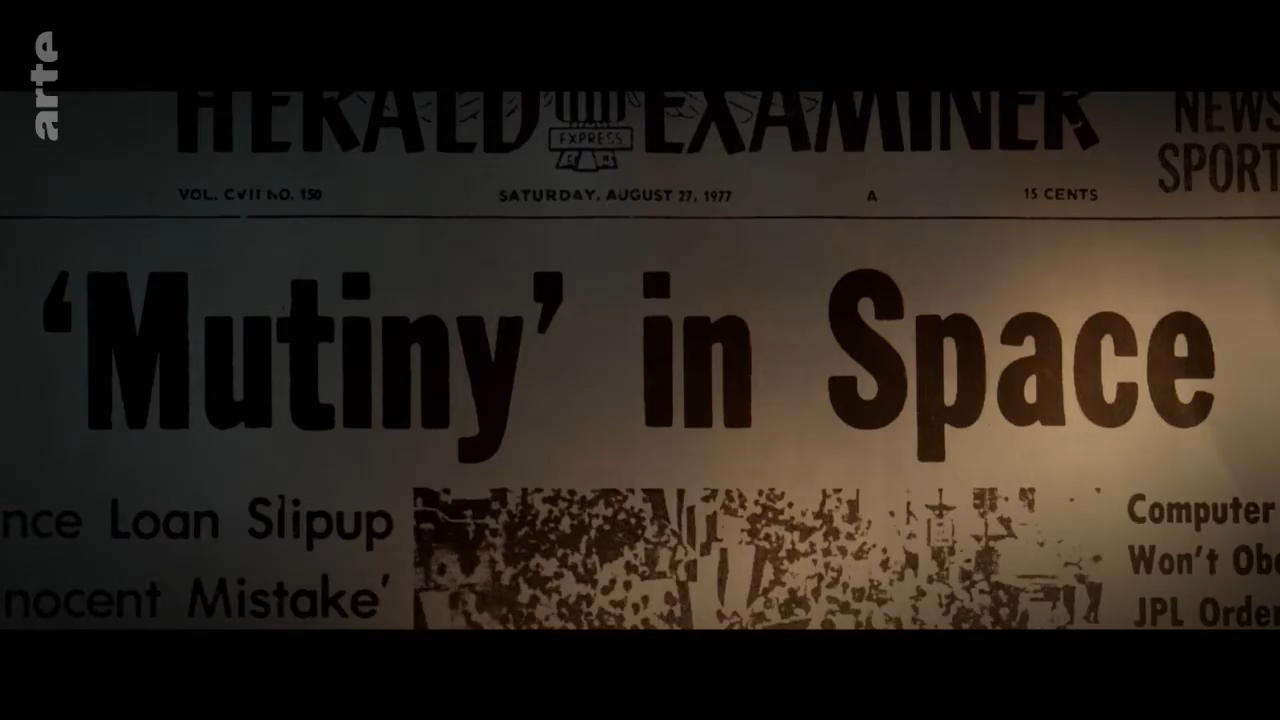 arte
HERALD EXAMINER
EXPRESS
NEWS
SPORT
VOL. CVII NO. 150
SATURDAY, AUGUST 27, 1977
A
15 CENTS
‘Mutiny’ in Space
nce Loan Slipup
nocent Mistake’
Computer
Won't Ob
JPL Order